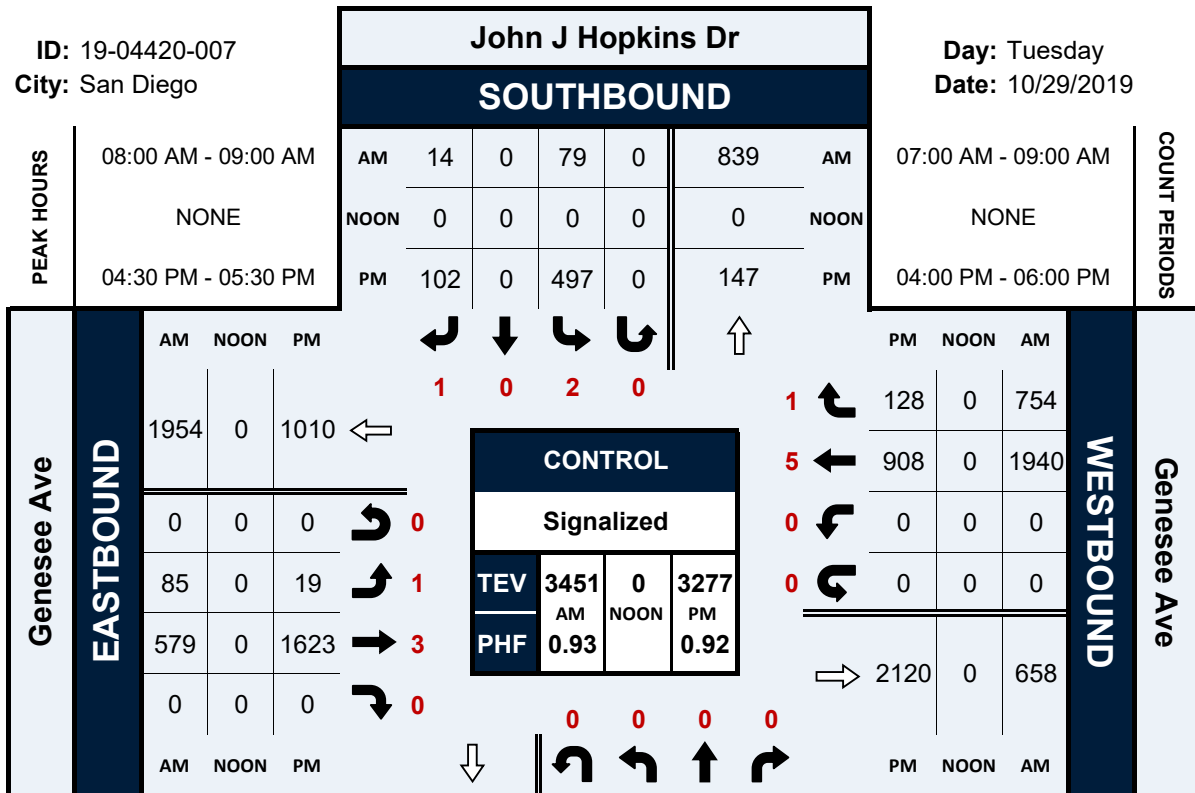 John J Hopkins Dr
ID: 19-04420-007
Day: Tuesday
City: San Diego
Date: 10/29/2019
SOUTHBOUND
PEAK HOURS
08:00 AM - 09:00 AM
AM 14 0 79 0 839 AM
07:00 AM - 09:00 AM
COUNT PERIODS
NONE
NOON 0 0 0 0 0 NOON
NONE
04:30 PM - 05:30 PM
PM 102 0 497 0 147 PM
04:00 PM - 06:00 PM
Genesee Ave
EASTBOUND
AM NOON PM
1954 0 1010
0 0 0 0
85 0 19 1
579 0 1623 3
0 0 0 0
AM NOON PM
1 0 2 0
CONTROL
Signalized
TEV 3451 0 3277
AM NOON PM
PHF 0.93 0.92
0 0 0 0
PM NOON AM
1 128 0 754
5 908 0 1940
0 0 0 0
0 0 0 0
2120 0 658
PM NOON AM
WESTBOUND
Genesee Ave